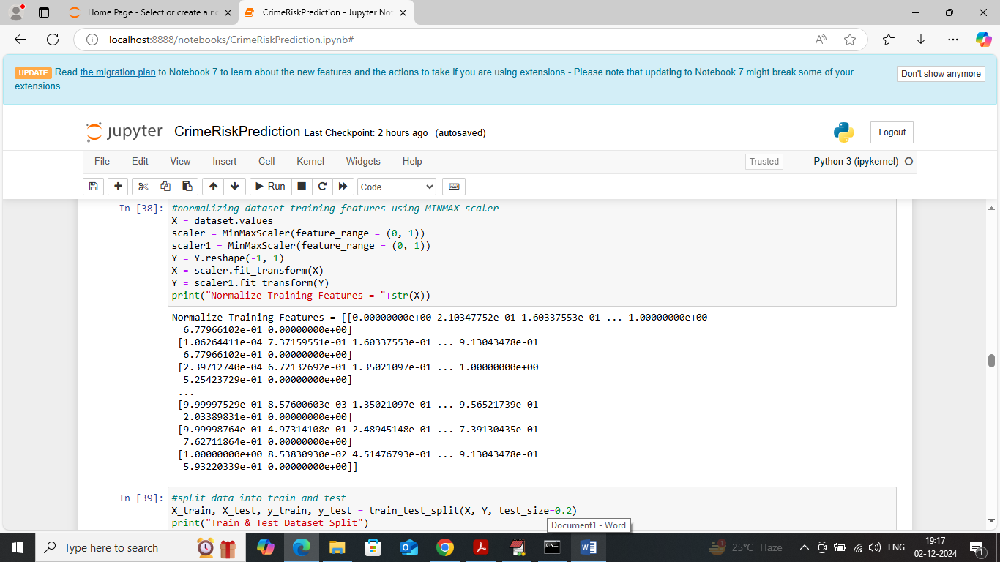 Home Page - Select or create a no
CrimeRiskPrediction - Jupyter Not
localhost:8888/notebooks/CrimeRiskPrediction.ipynb#
UPDATE Read the migration plan to Notebook 7 to learn about the new features and the actions to take if you are using extensions - Please note that updating to Notebook 7 might break some of your
extensions.
Don't show anymore
jupyter CrimeRiskPrediction Last Checkpoint: 2 hours ago (autosaved)
Logout
File Edit View Insert Cell Kernel Widgets Help
Trusted
Python 3 (ipykernel)
Run
Code
In [38]: #normalizing dataset training features using MINMAX scaler
X = dataset.values
scaler = MinMaxScaler(feature_range = (0, 1))
scaler1 = MinMaxScaler(feature_range = (0, 1))
Y = Y.reshape(-1, 1)
X = scaler.fit_transform(X)
Y = scaler1.fit_transform(Y)
print("Normalize Training Features = "+str(X))
Normalize Training Features = [[0.00000000e+00 2.10347752e-01 1.60337553e-01 ... 1.00000000e+00
6.77966102e-01 0.00000000e+00]
[1.06264411e-04 7.37159551e-01 1.60337553e-01 ... 9.13043478e-01
6.77966102e-01 0.00000000e+00]
[2.39712740e-04 6.72132692e-01 1.35021097e-01 ... 1.00000000e+00
5.25423729e-01 0.00000000e+00]
...
[9.99997529e-01 8.57600603e-03 1.35021097e-01 ... 9.56521739e-01
2.03389831e-01 0.00000000e+00]
[9.99998764e-01 4.97314108e-01 2.48945148e-01 ... 7.39130435e-01
7.62711864e-01 0.00000000e+00]
[1.00000000e+00 8.53830930e-02 4.51476793e-01 ... 9.13043478e-01
5.93220339e-01 0.00000000e+00]]
In [39]: #split data into train and test
X_train, X_test, y_train, y_test = train_test_split(X, Y, test_size=0.2)
print("Train & Test Dataset Split")
Document1 - Word
Type here to search
25°C Haze
ENG
19:17
02-12-2024
1